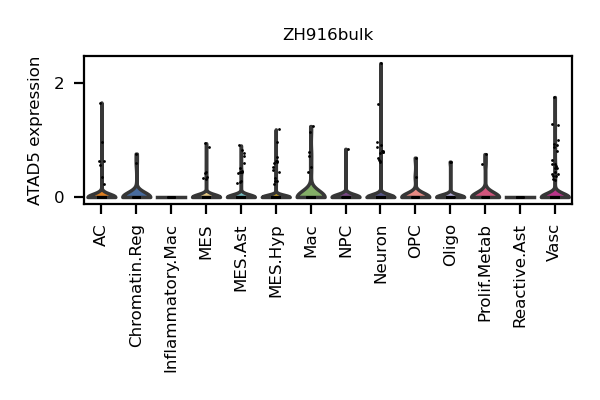 ZH916bulk
ATAD5 expression
2
0
AC
Chromatin.Reg
Inflammatory.Mac
MES
MES.Ast
MES.Hyp
Mac
NPC
Neuron
OPC
Oligo
Prolif.Metab
Reactive.Ast
Vasc